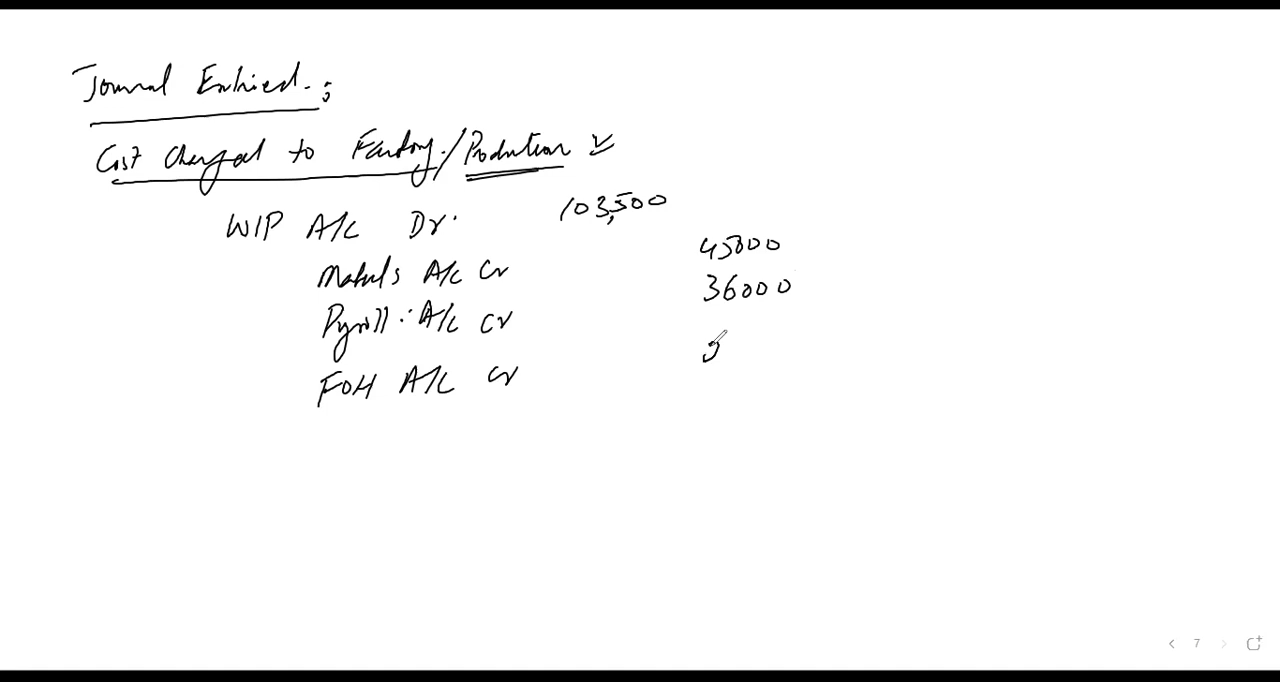 Journal Entries :
Cost Charged to Factory / Production
WIP A/C Dr. 103,500
Materials A/C Cr 45000
Payroll A/C Cr 36000
FOH A/C Cr
7